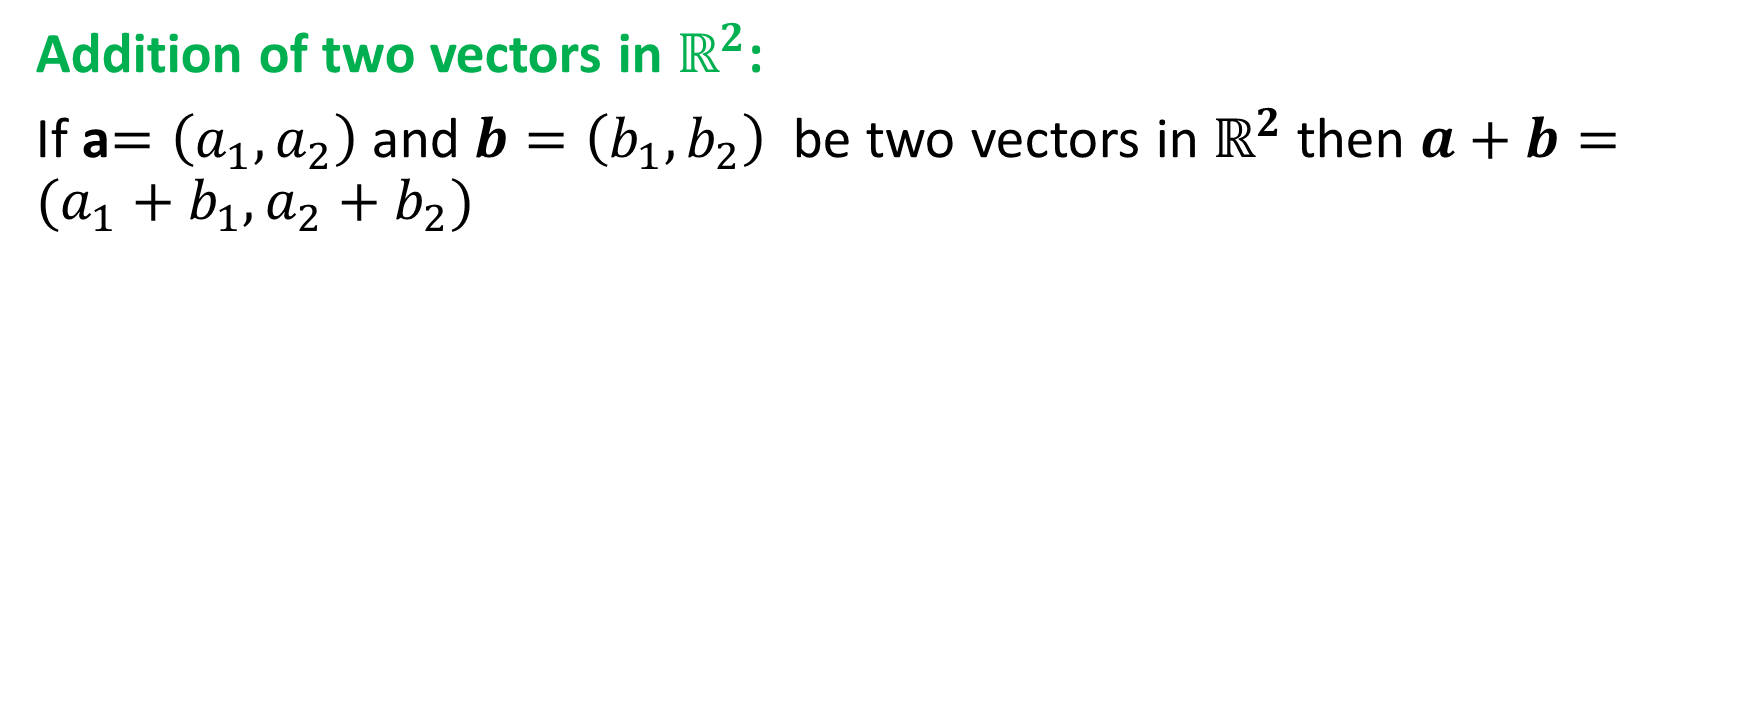 Addition of two vectors in ℝ²:
If a= (a₁, a₂) and b = (b₁, b₂) be two vectors in ℝ² then a + b =
(a₁ + b₁, a₂ + b₂)